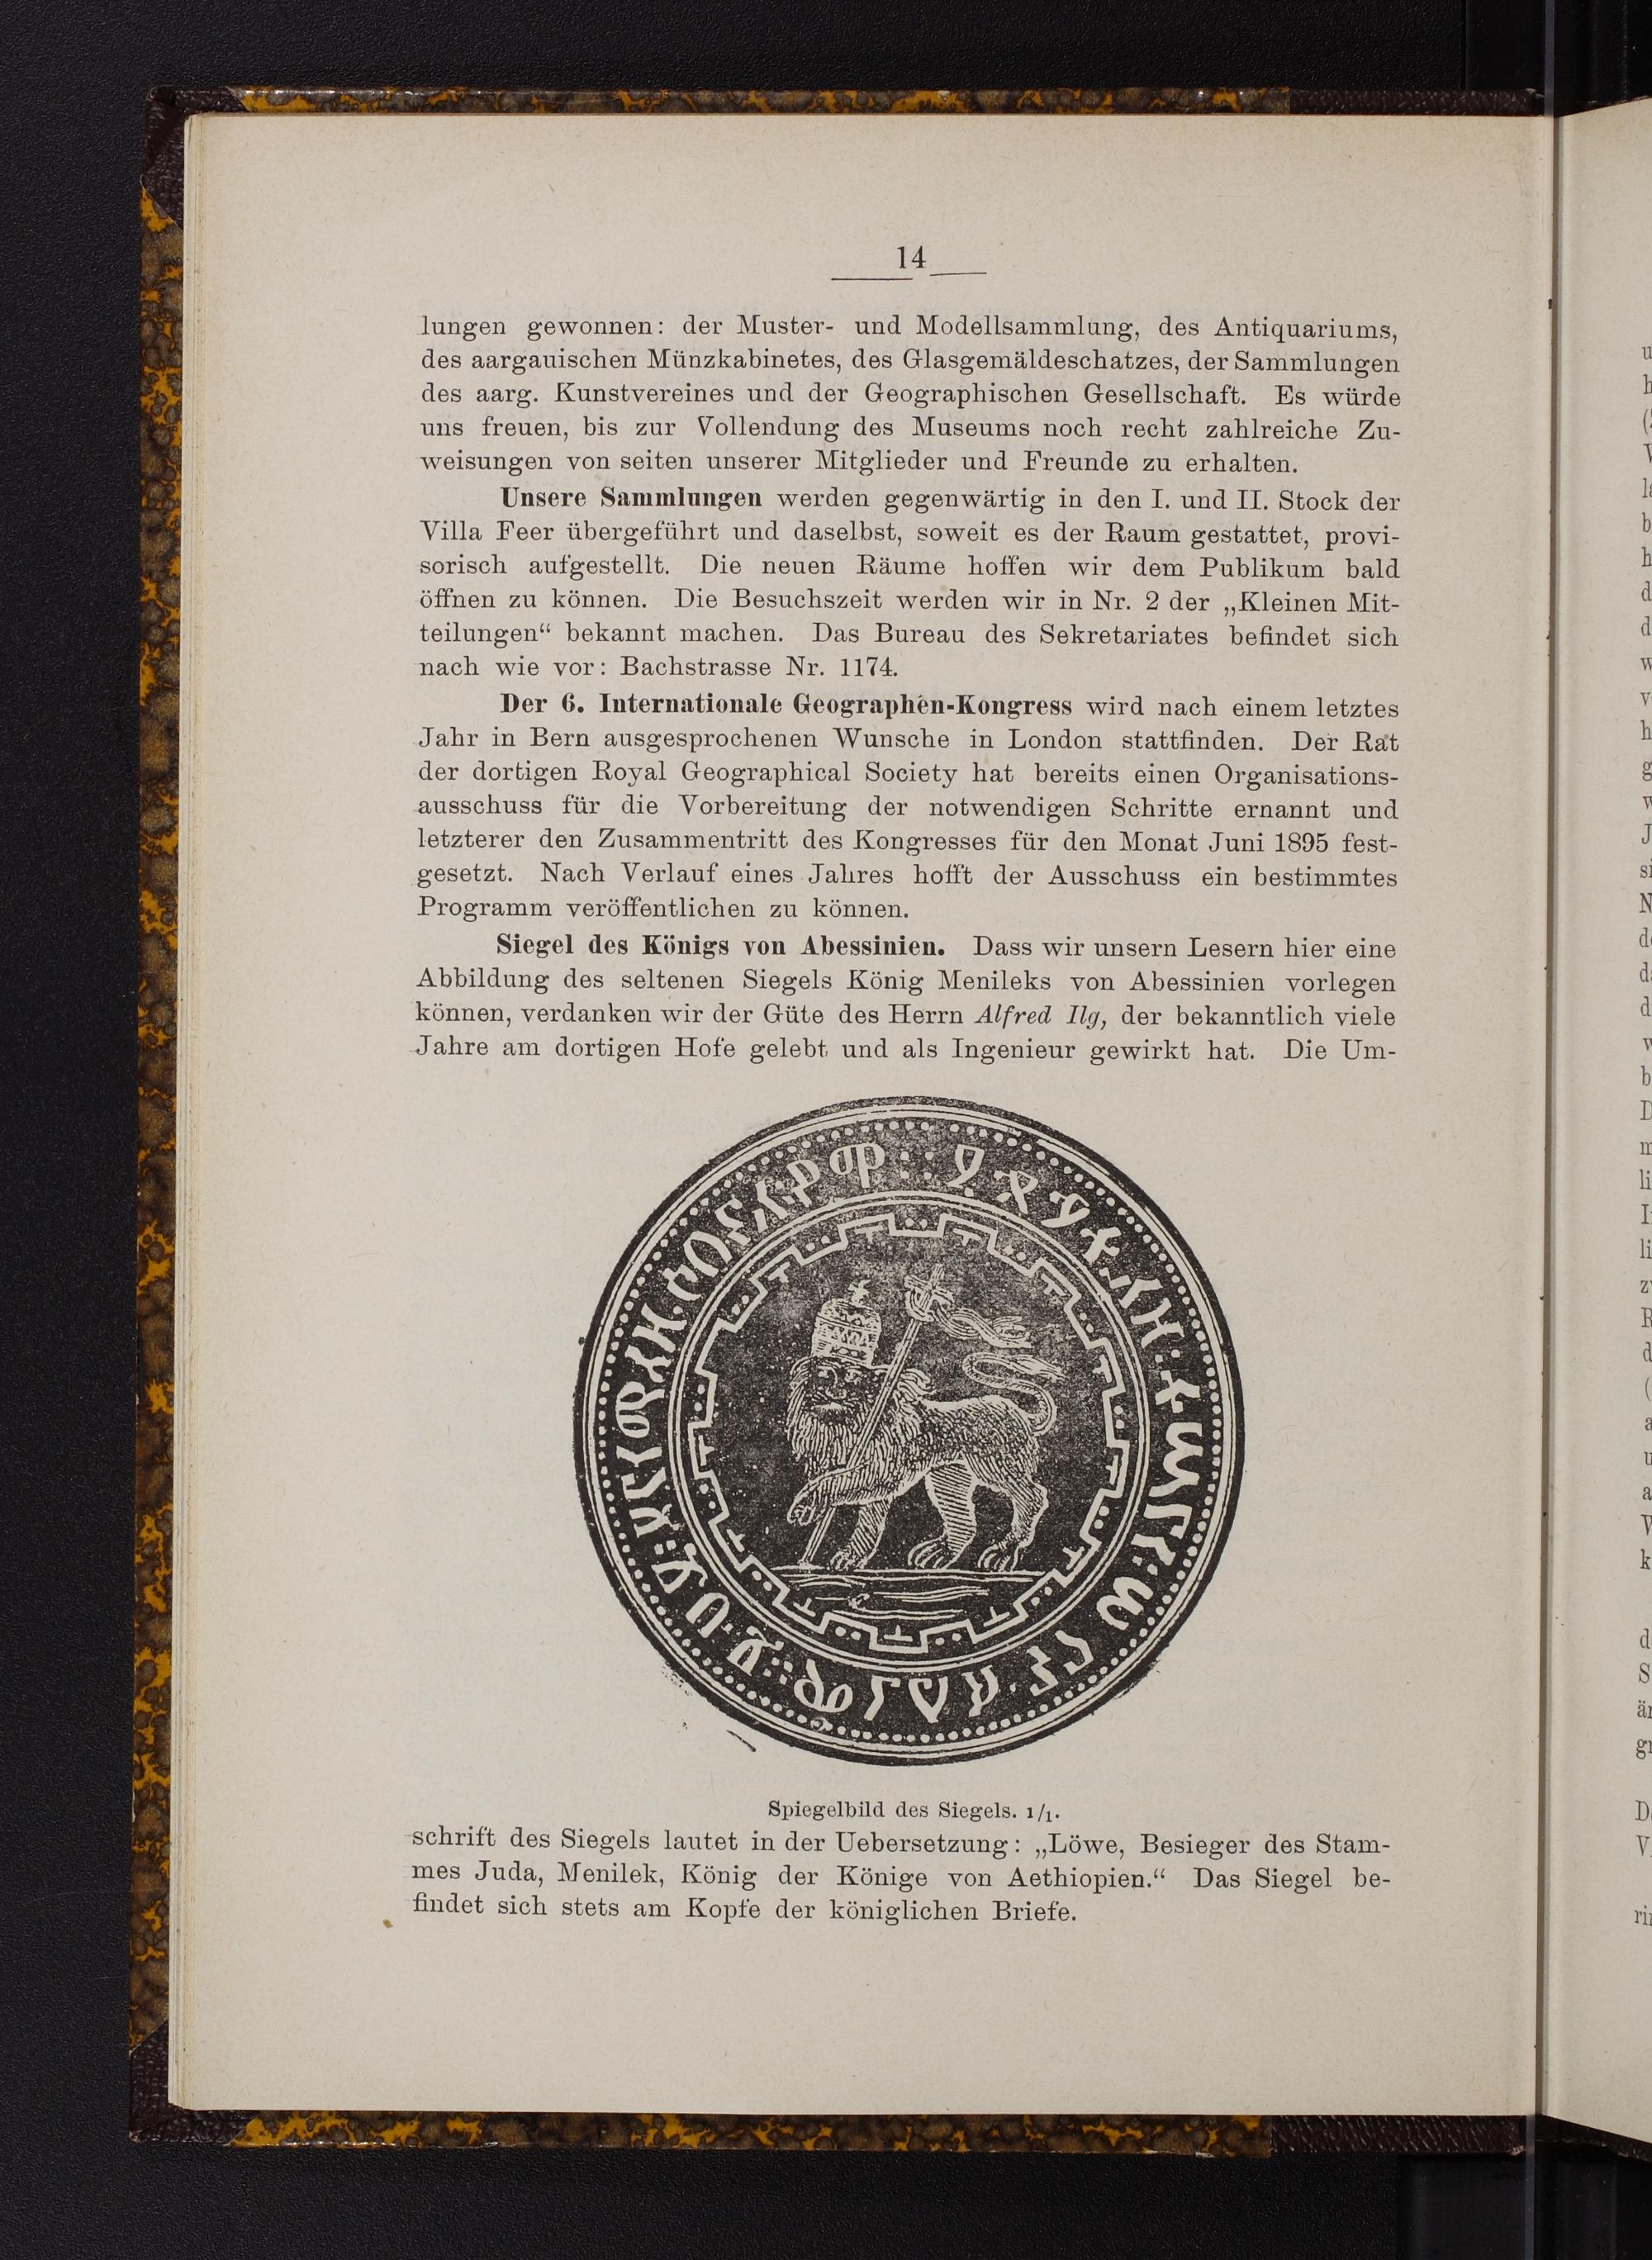 14
lungen gewonnen: der Muster- und Modellsammlung, des Antiquariums,
des aargauischen Münzkabinetes, des Glasgemäldeschatzes, der Sammlungen
des aarg. Kunstvereines und der Geographischen Gesellschaft. Es würde
uns freuen, bis zur Vollendung des Museums noch recht zahlreiche Zu-
weisungen von seiten unserer Mitglieder und Freunde zu erhalten.
Unsere Sammlungen werden gegenwärtig in den I. und II. Stock der
Villa Feer übergeführt und daselbst, soweit es der Raum gestattet, provi-
sorisch aufgestellt. Die neuen Räume hoffen wir dem Publikum bald
öffnen zu können. Die Besuchszeit werden wir in Nr. 2 der „Kleinen Mit-
teilungen“ bekannt machen. Das Bureau des Sekretariates befindet sich
nach wie vor: Bachstrasse Nr. 1174.
Der 6. Internationale Geographen-Kongress wird nach einem letztes
Jahr in Bern ausgesprochenen Wunsche in London stattfinden. Der Rat
der dortigen Royal Geographical Society hat bereits einen Organisations-
ausschuss für die Vorbereitung der notwendigen Schritte ernannt und
letzterer den Zusammentritt des Kongresses für den Monat Juni 1895 fest-
gesetzt. Nach Verlauf eines Jahres hofft der Ausschuss ein bestimmtes
Programm veröffentlichen zu können.
Siegel des Königs von Abessinien. Dass wir unsern Lesern hier eine
Abbildung des seltenen Siegels König Menileks von Abessinien vorlegen
können, verdanken wir der Güte des Herrn Alfred Ilg, der bekanntlich viele
Jahre am dortigen Hofe gelebt und als Ingenieur gewirkt hat. Die Um-
Spiegelbild des Siegels. 1/1.
schrift des Siegels lautet in der Uebersetzung: „Löwe, Besieger des Stam-
mes Juda, Menilek, König der Könige von Aethiopien.“ Das Siegel be-
findet sich stets am Kopfe der königlichen Briefe.